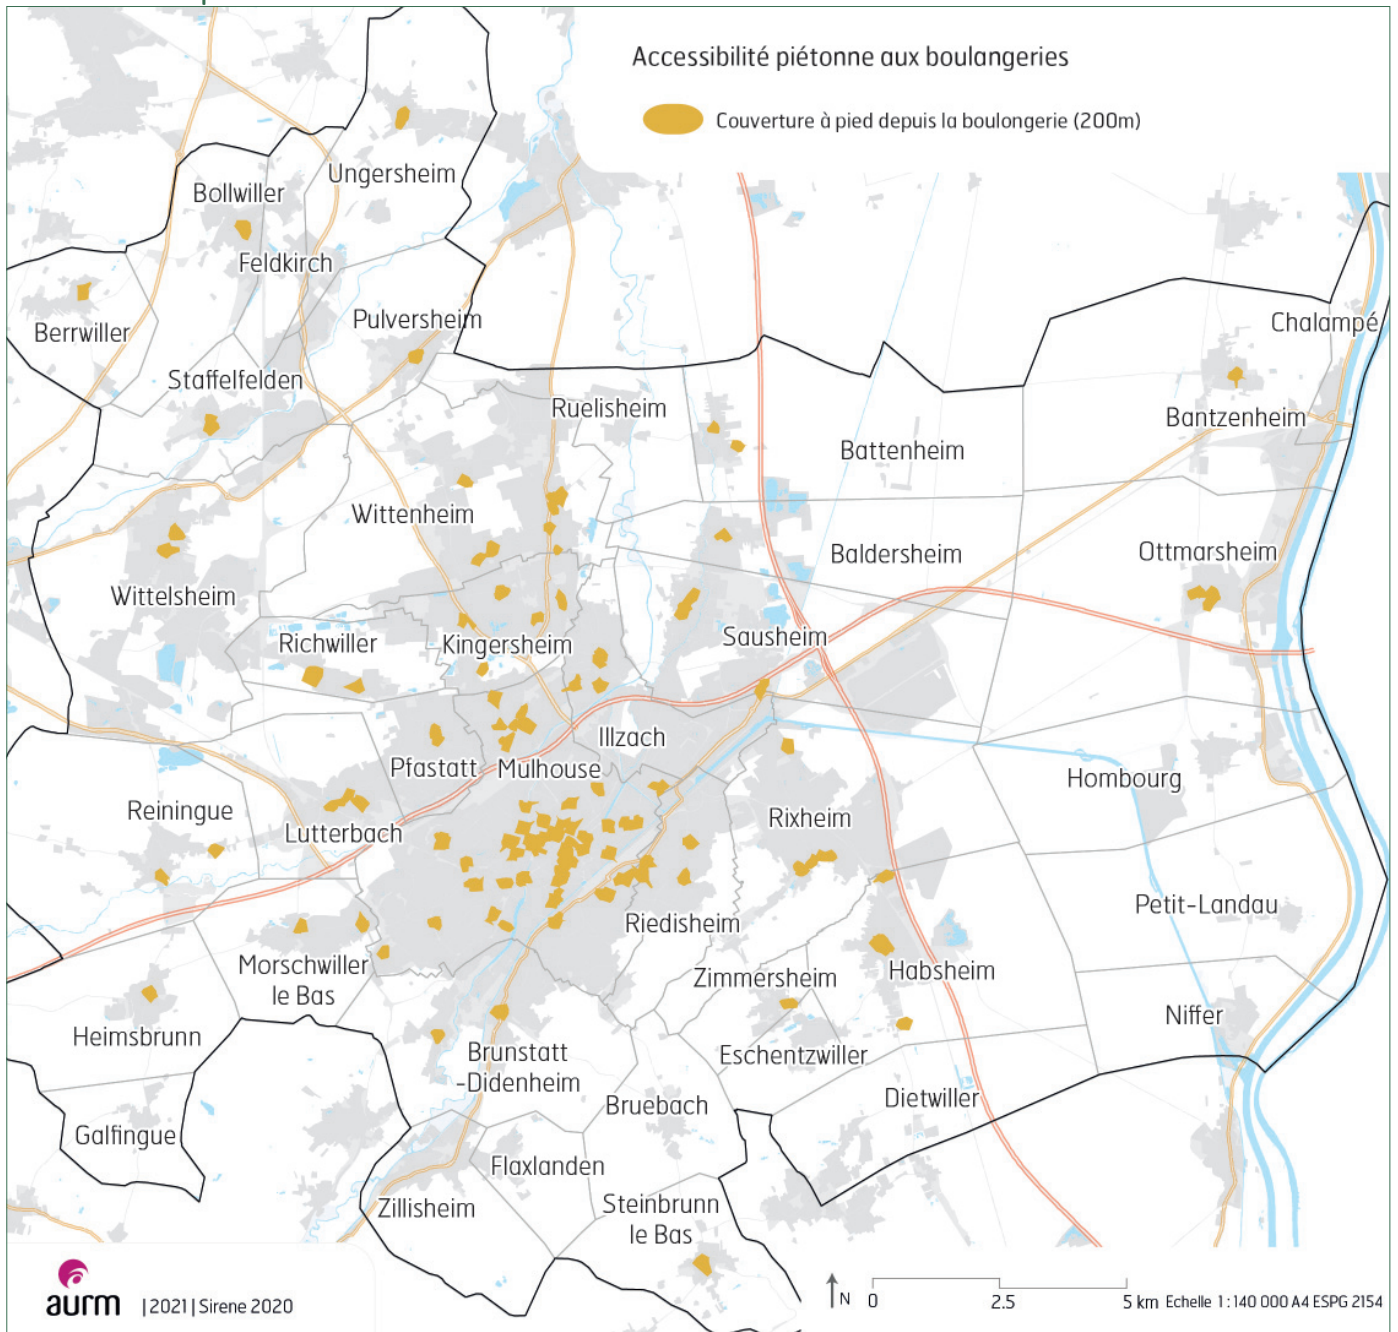 Accessibilité piétonne aux boulangeries
Couverture à pied depuis la boulongerie (200m)
Ungersheim
Bollwiller
Feldkirch
Berrwiller
Pulversheim
Chalampé
Staffelfelden
Ruelisheim
Bantzenheim
Battenheim
Wittenheim
Baldersheim
Ottmarsheim
Wittelsheim
Richwiller
Kingersheim
Sausheim
Illzach
Pfastatt
Mulhouse
Hombourg
Reiningue
Lutterbach
Rixheim
Petit-Landau
Riedisheim
Morschwiller
le Bas
Zimmersheim
Habsheim
Heimsbrunn
Niffer
Brunstatt
-Didenheim
Eschentzwiller
Bruebach
Dietwiller
Galfingue
Flaxlanden
Zillisheim
Steinbrunn
le Bas
aurm | 2021 | Sirene 2020
N 0 2.5 5 km Echelle 1 : 140 000 A4 ESPG 2154